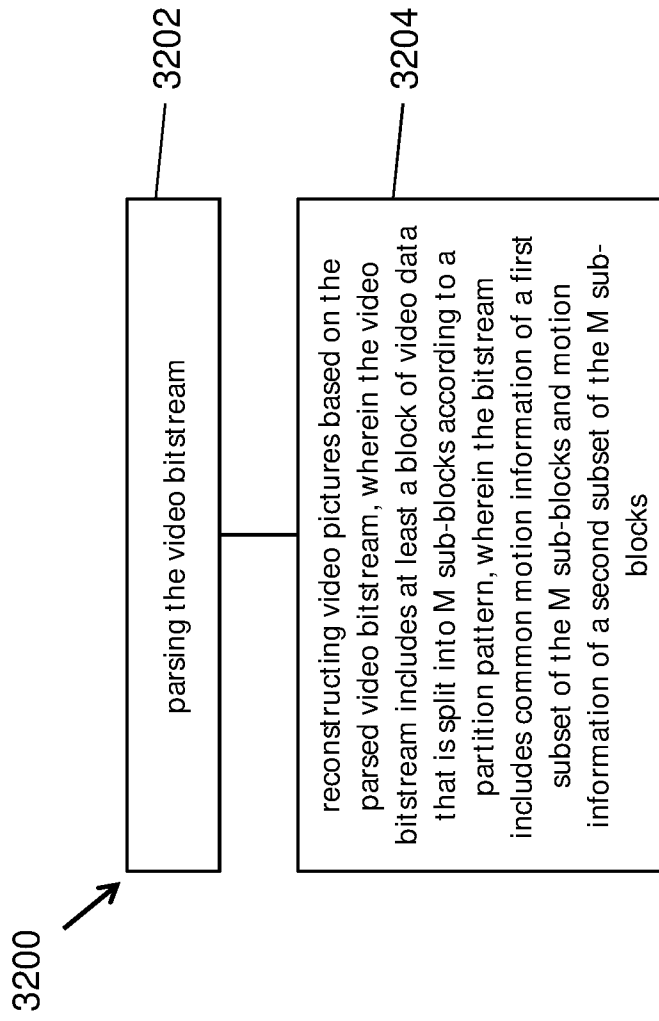 3200
parsing the video bitstream
3202
reconstructing video pictures based on the
parsed video bitstream, wherein the video
bitstream includes at least a block of video data
that is split into M sub-blocks according to a
partition pattern, wherein the bitstream
includes common motion information of a first
subset of the M sub-blocks and motion
information of a second subset of the M sub-
blocks
3204